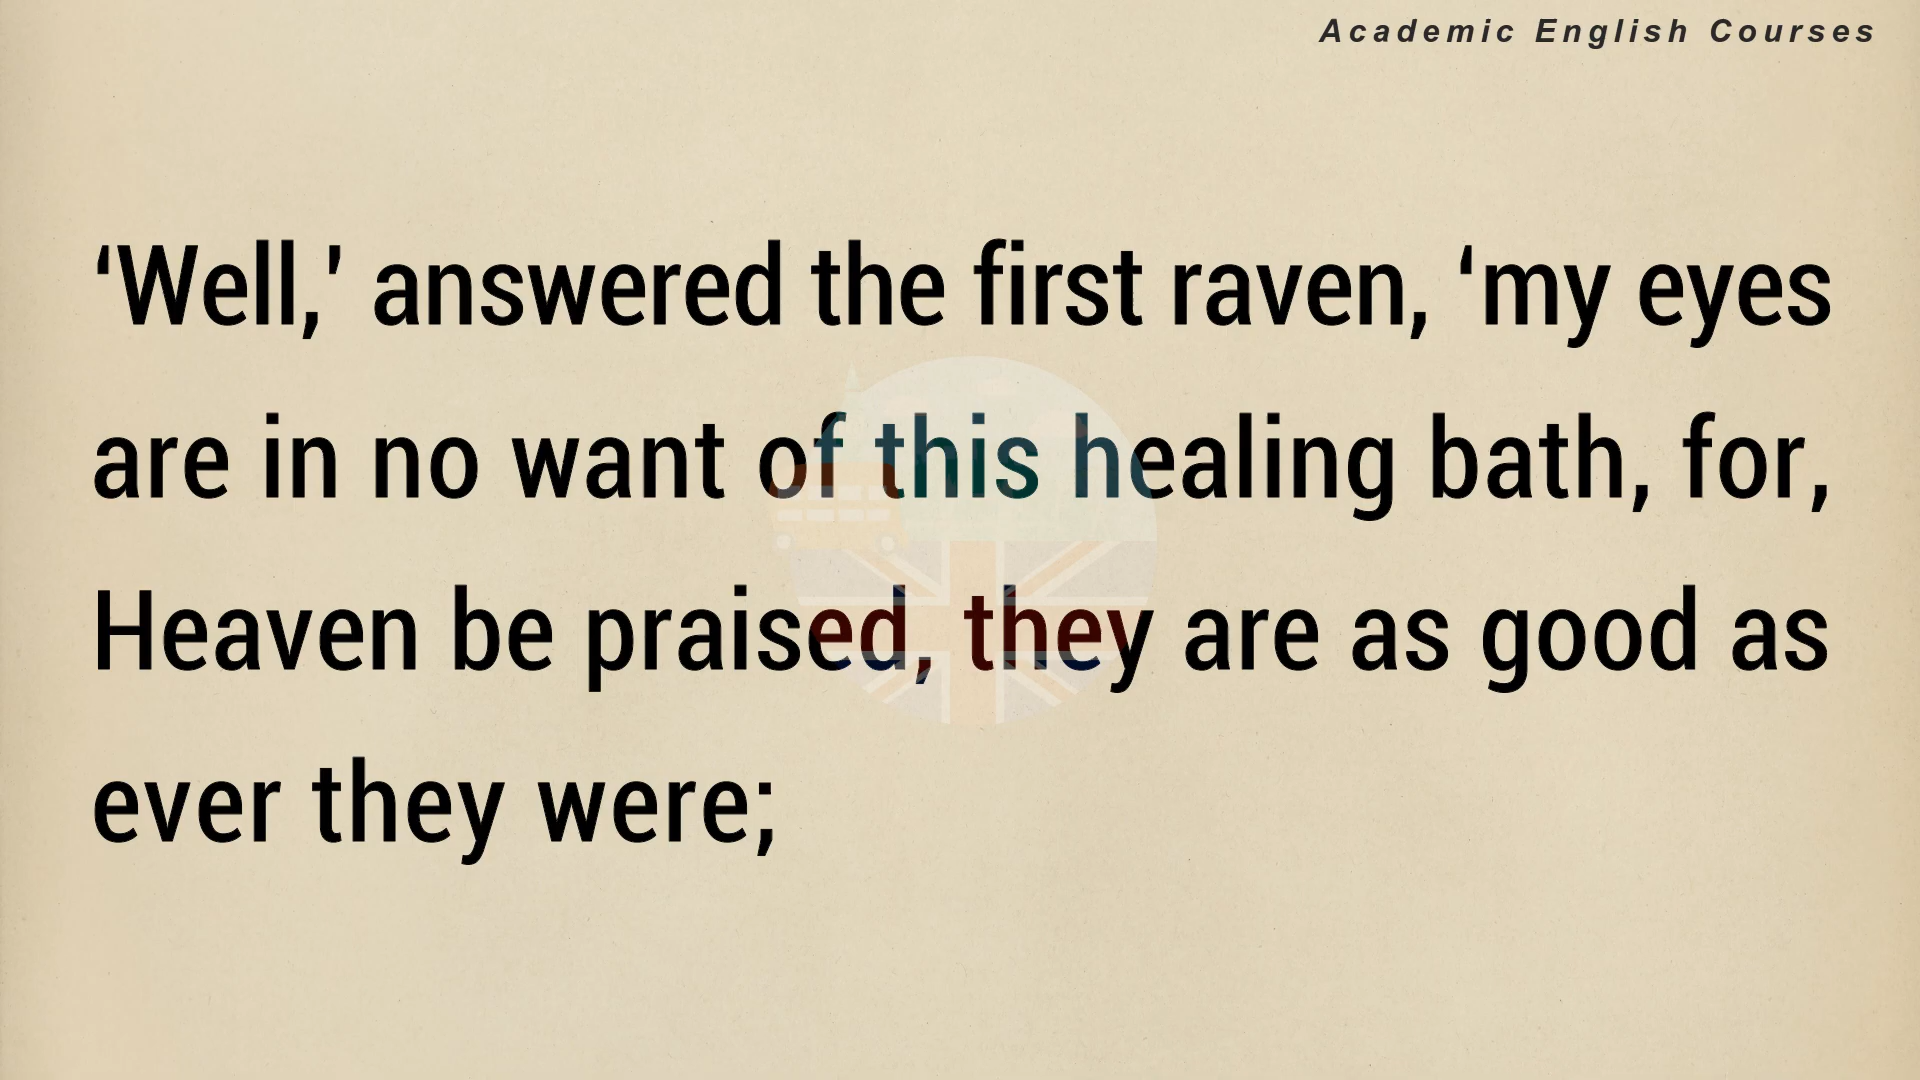 Academic English Courses
‘Well,’ answered the first raven, ‘my eyes
are in no want of this healing bath, for,
Heaven be praised, they are as good as
ever they were;